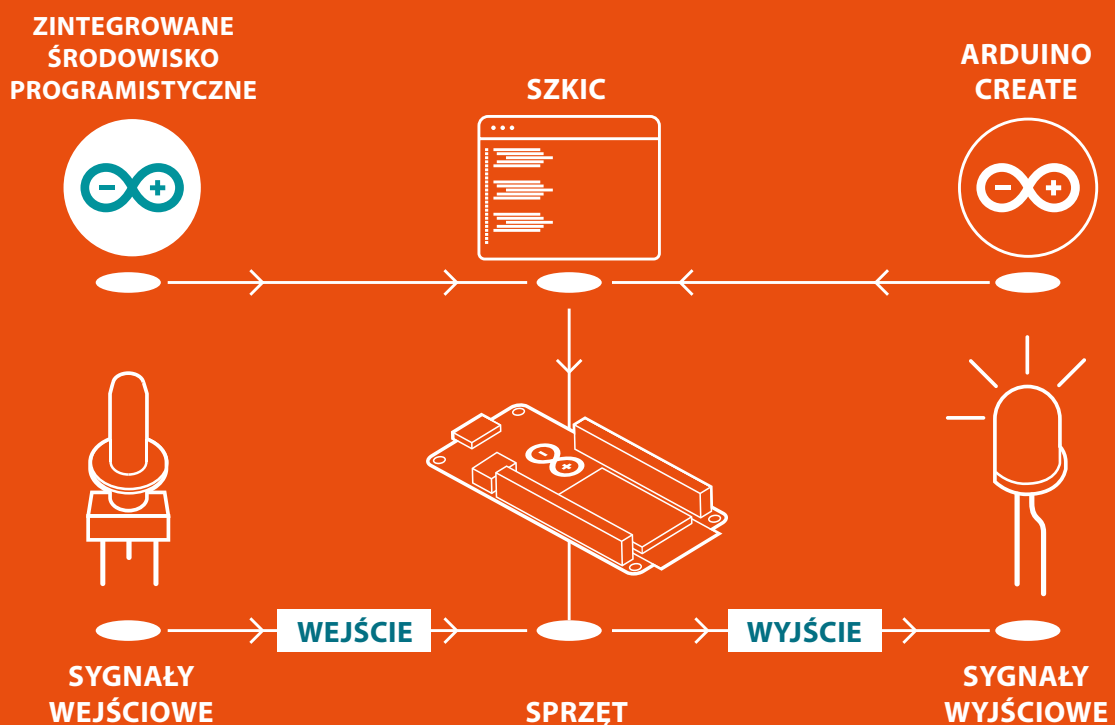 ZINTEGROWANE
ŚRODOWISKO
PROGRAMISTYCZNE
SZKIC
ARDUINO
CREATE
WEJŚCIE
WYJŚCIE
SYGNAŁY
WEJŚCIOWE
SPRZĘT
SYGNAŁY
WYJŚCIOWE